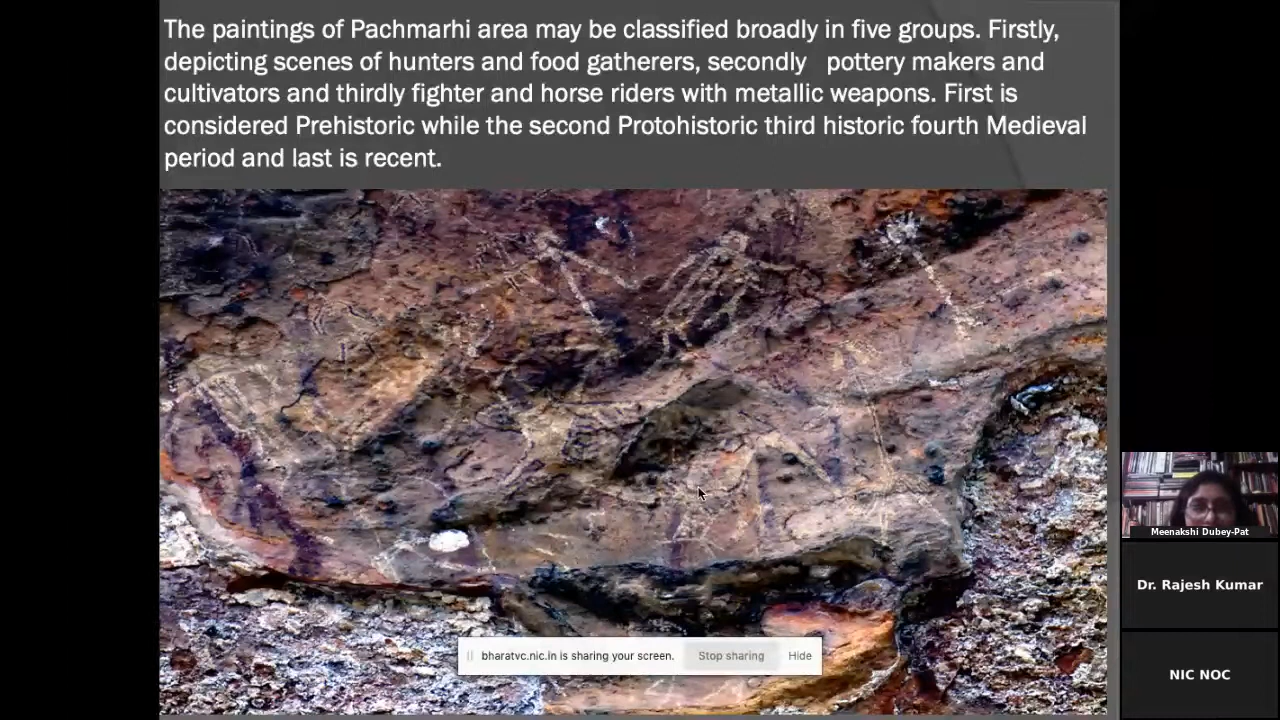 The paintings of Pachmarhi area may be classified broadly in five groups. Firstly,
depicting scenes of hunters and food gatherers, secondly   pottery makers and
cultivators and thirdly fighter and horse riders with metallic weapons. First is
considered Prehistoric while the second Protohistoric third historic fourth Medieval
period and last is recent.
Meenakshi Dubey-Pat
Dr. Rajesh Kumar
bharatvc.nic.in is sharing your screen. Stop sharing Hide
NIC NOC